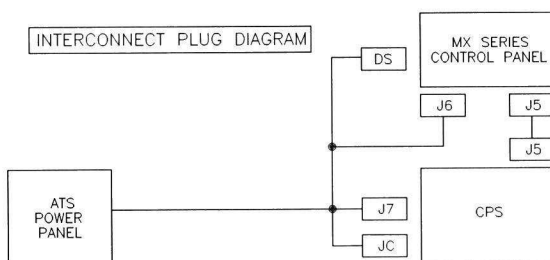 INTERCONNECT PLUG DIAGRAM
DS
MX SERIES
CONTROL PANEL
J6
J5
J5
ATS
POWER
PANEL
J7
JC
CPS